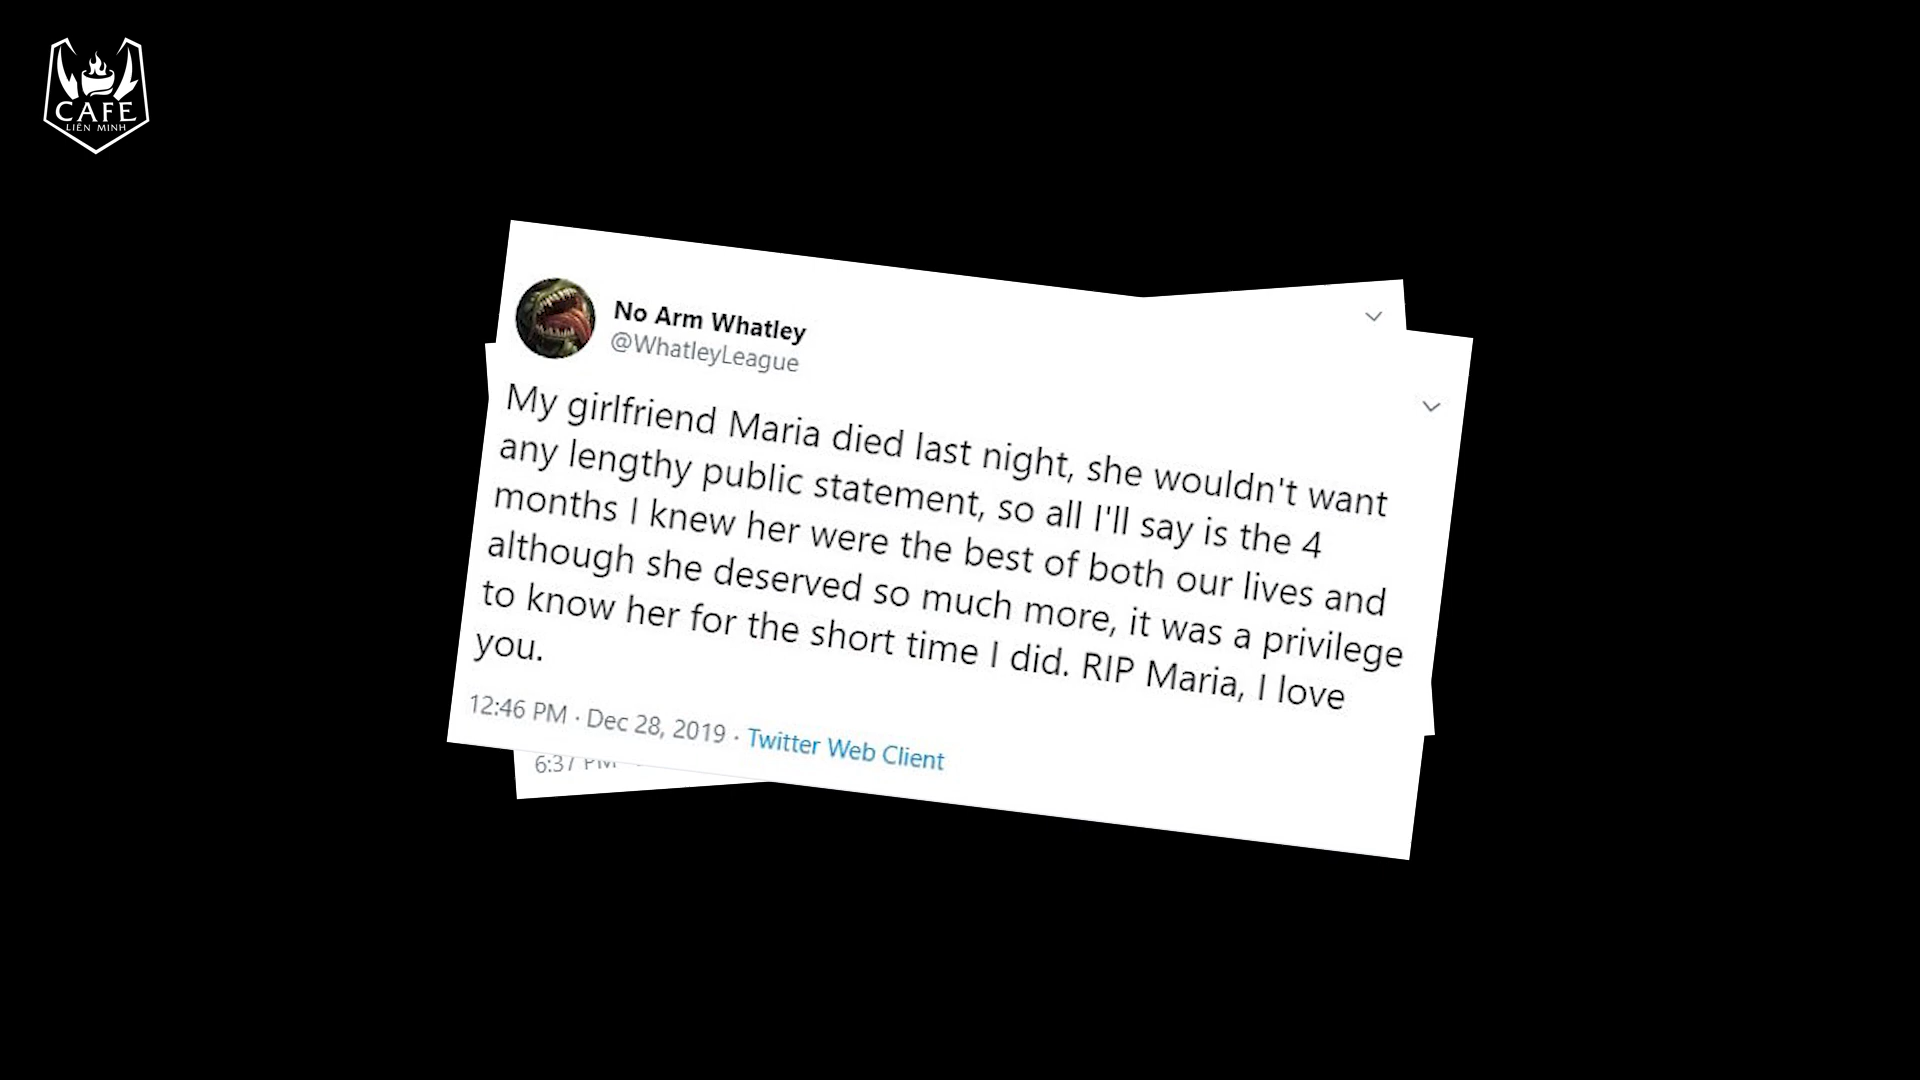 CAFE
LIÊN MINH
No Arm Whatley
@WhatleyLeague
My girlfriend Maria died last night, she wouldn't want
any lengthy public statement, so all I'll say is the 4
months I knew her were the best of both our lives and
although she deserved so much more, it was a privilege
to know her for the short time I did. RIP Maria, I love
you.
12:46 PM · Dec 28, 2019 · Twitter Web Client
6:37 PM